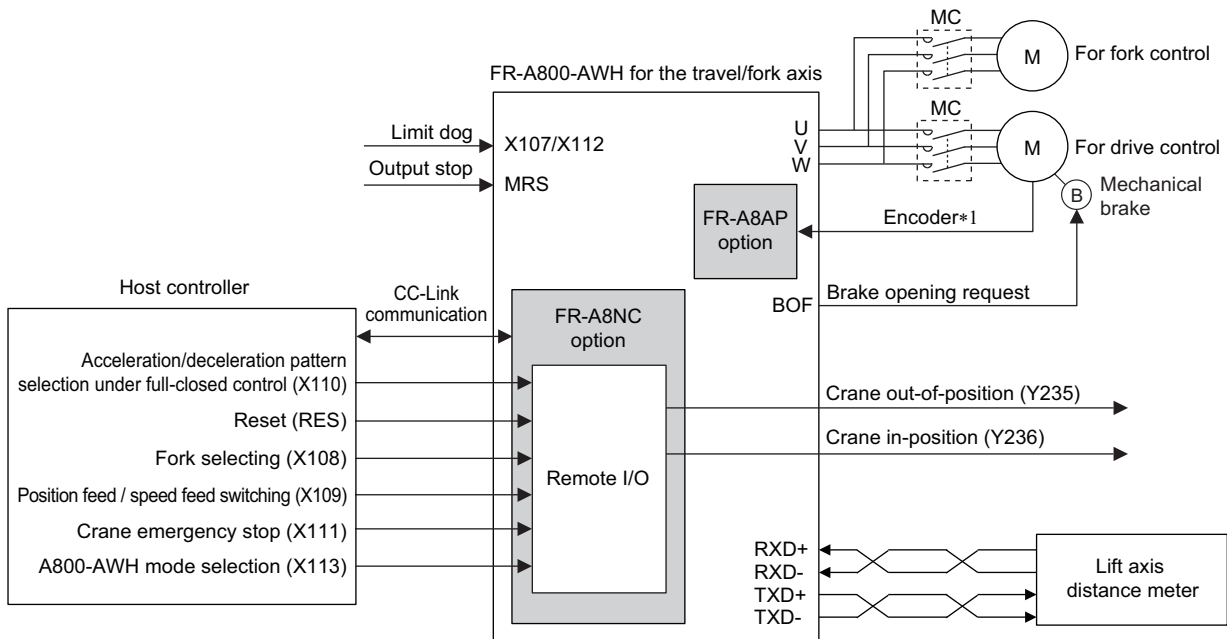 MC
M
For fork control
FR-A800-AWH for the travel/fork axis
MC
Limit dog
X107/X112
U
V
W
M
For drive control
Output stop
MRS
B
Mechanical
brake
FR-A8AP
option
Encoder*1
Host controller
CC-Link
communication
BOF
Brake opening request
FR-A8NC
option
Acceleration/deceleration pattern
selection under full-closed control (X110)
Reset (RES)
Fork selecting (X108)
Position feed / speed feed switching (X109)
Crane emergency stop (X111)
A800-AWH mode selection (X113)
Remote I/O
Crane out-of-position (Y235)
Crane in-position (Y236)
RXD+
RXD-
TXD+
TXD-
Lift axis
distance meter